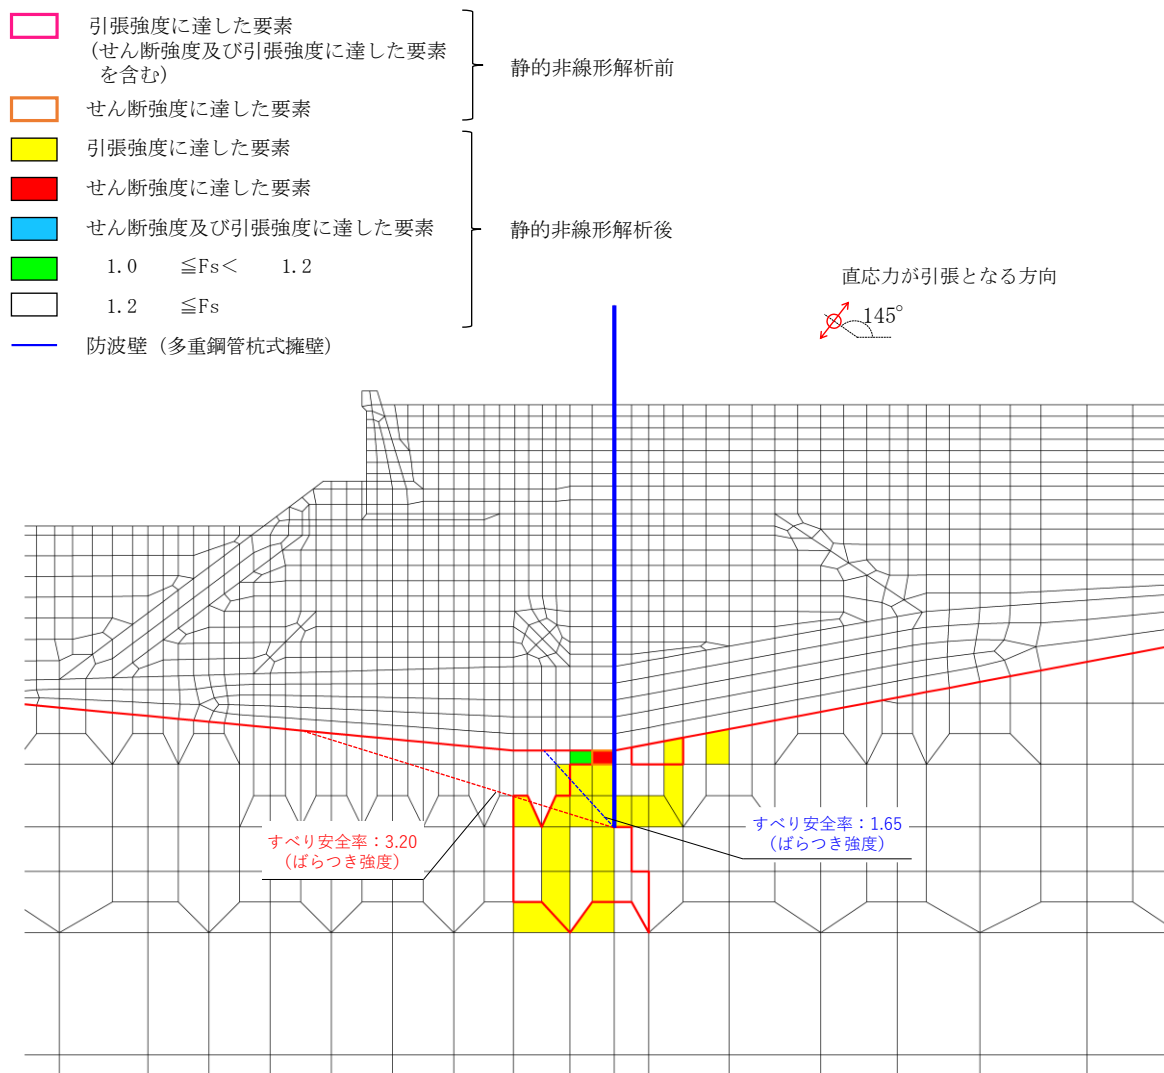 引張強度に達した要素
(せん断強度及び引張強度に達した要素
を含む)
静的非線形解析前
せん断強度に達した要素
引張強度に達した要素
せん断強度に達した要素
せん断強度及び引張強度に達した要素
静的非線形解析後
1.0 ≦Fs< 1.2
1.2 ≦Fs
防波壁（多重鋼管杭式擁壁）
直応力が引張となる方向
145°
すべり安全率：3.20
（ばらつき強度）
すべり安全率：1.65
（ばらつき強度）